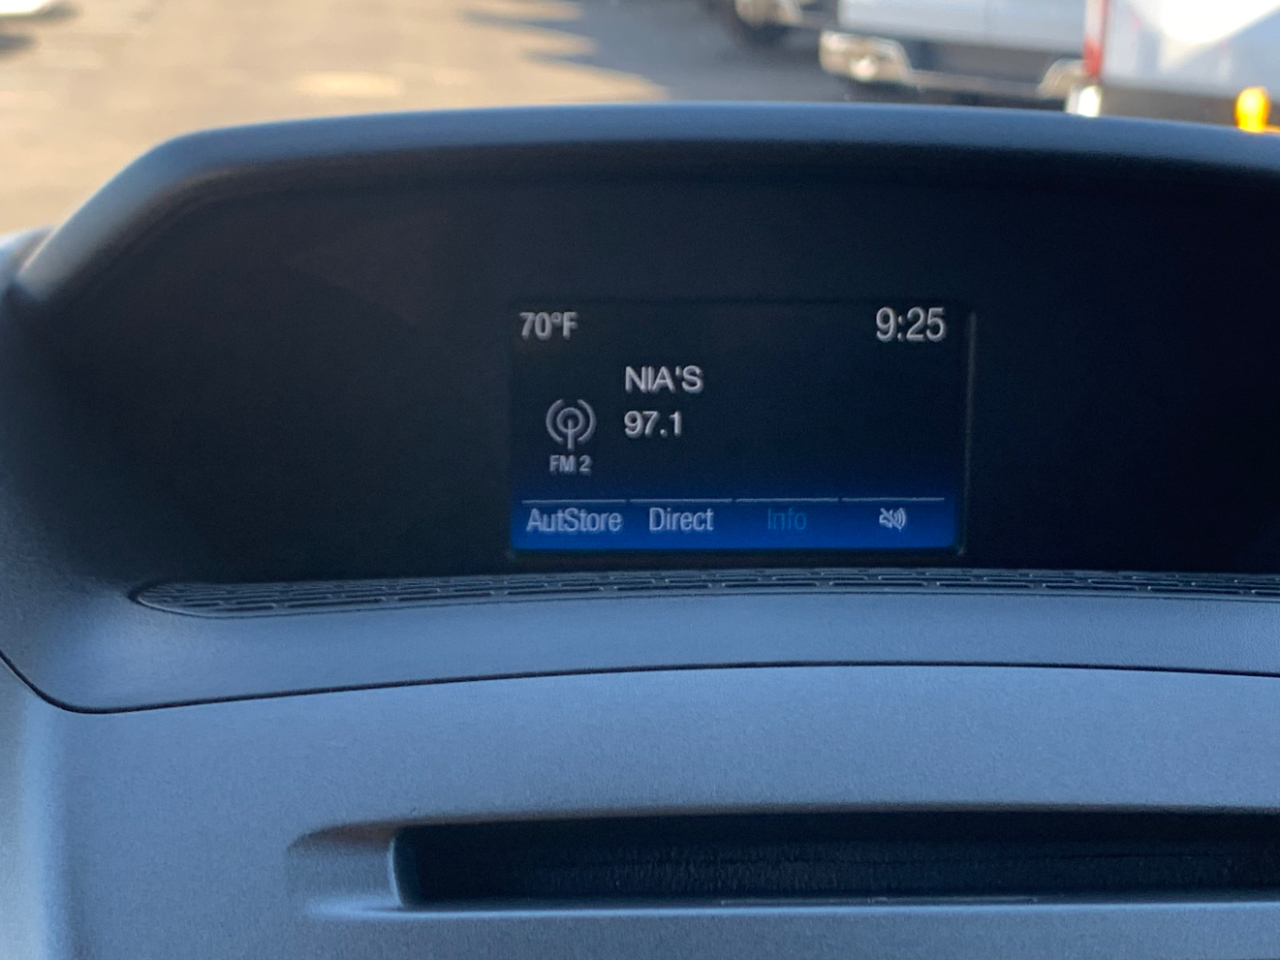 70°F 9:25
NIA'S
97.1
FM 2
AutStore Direct Info